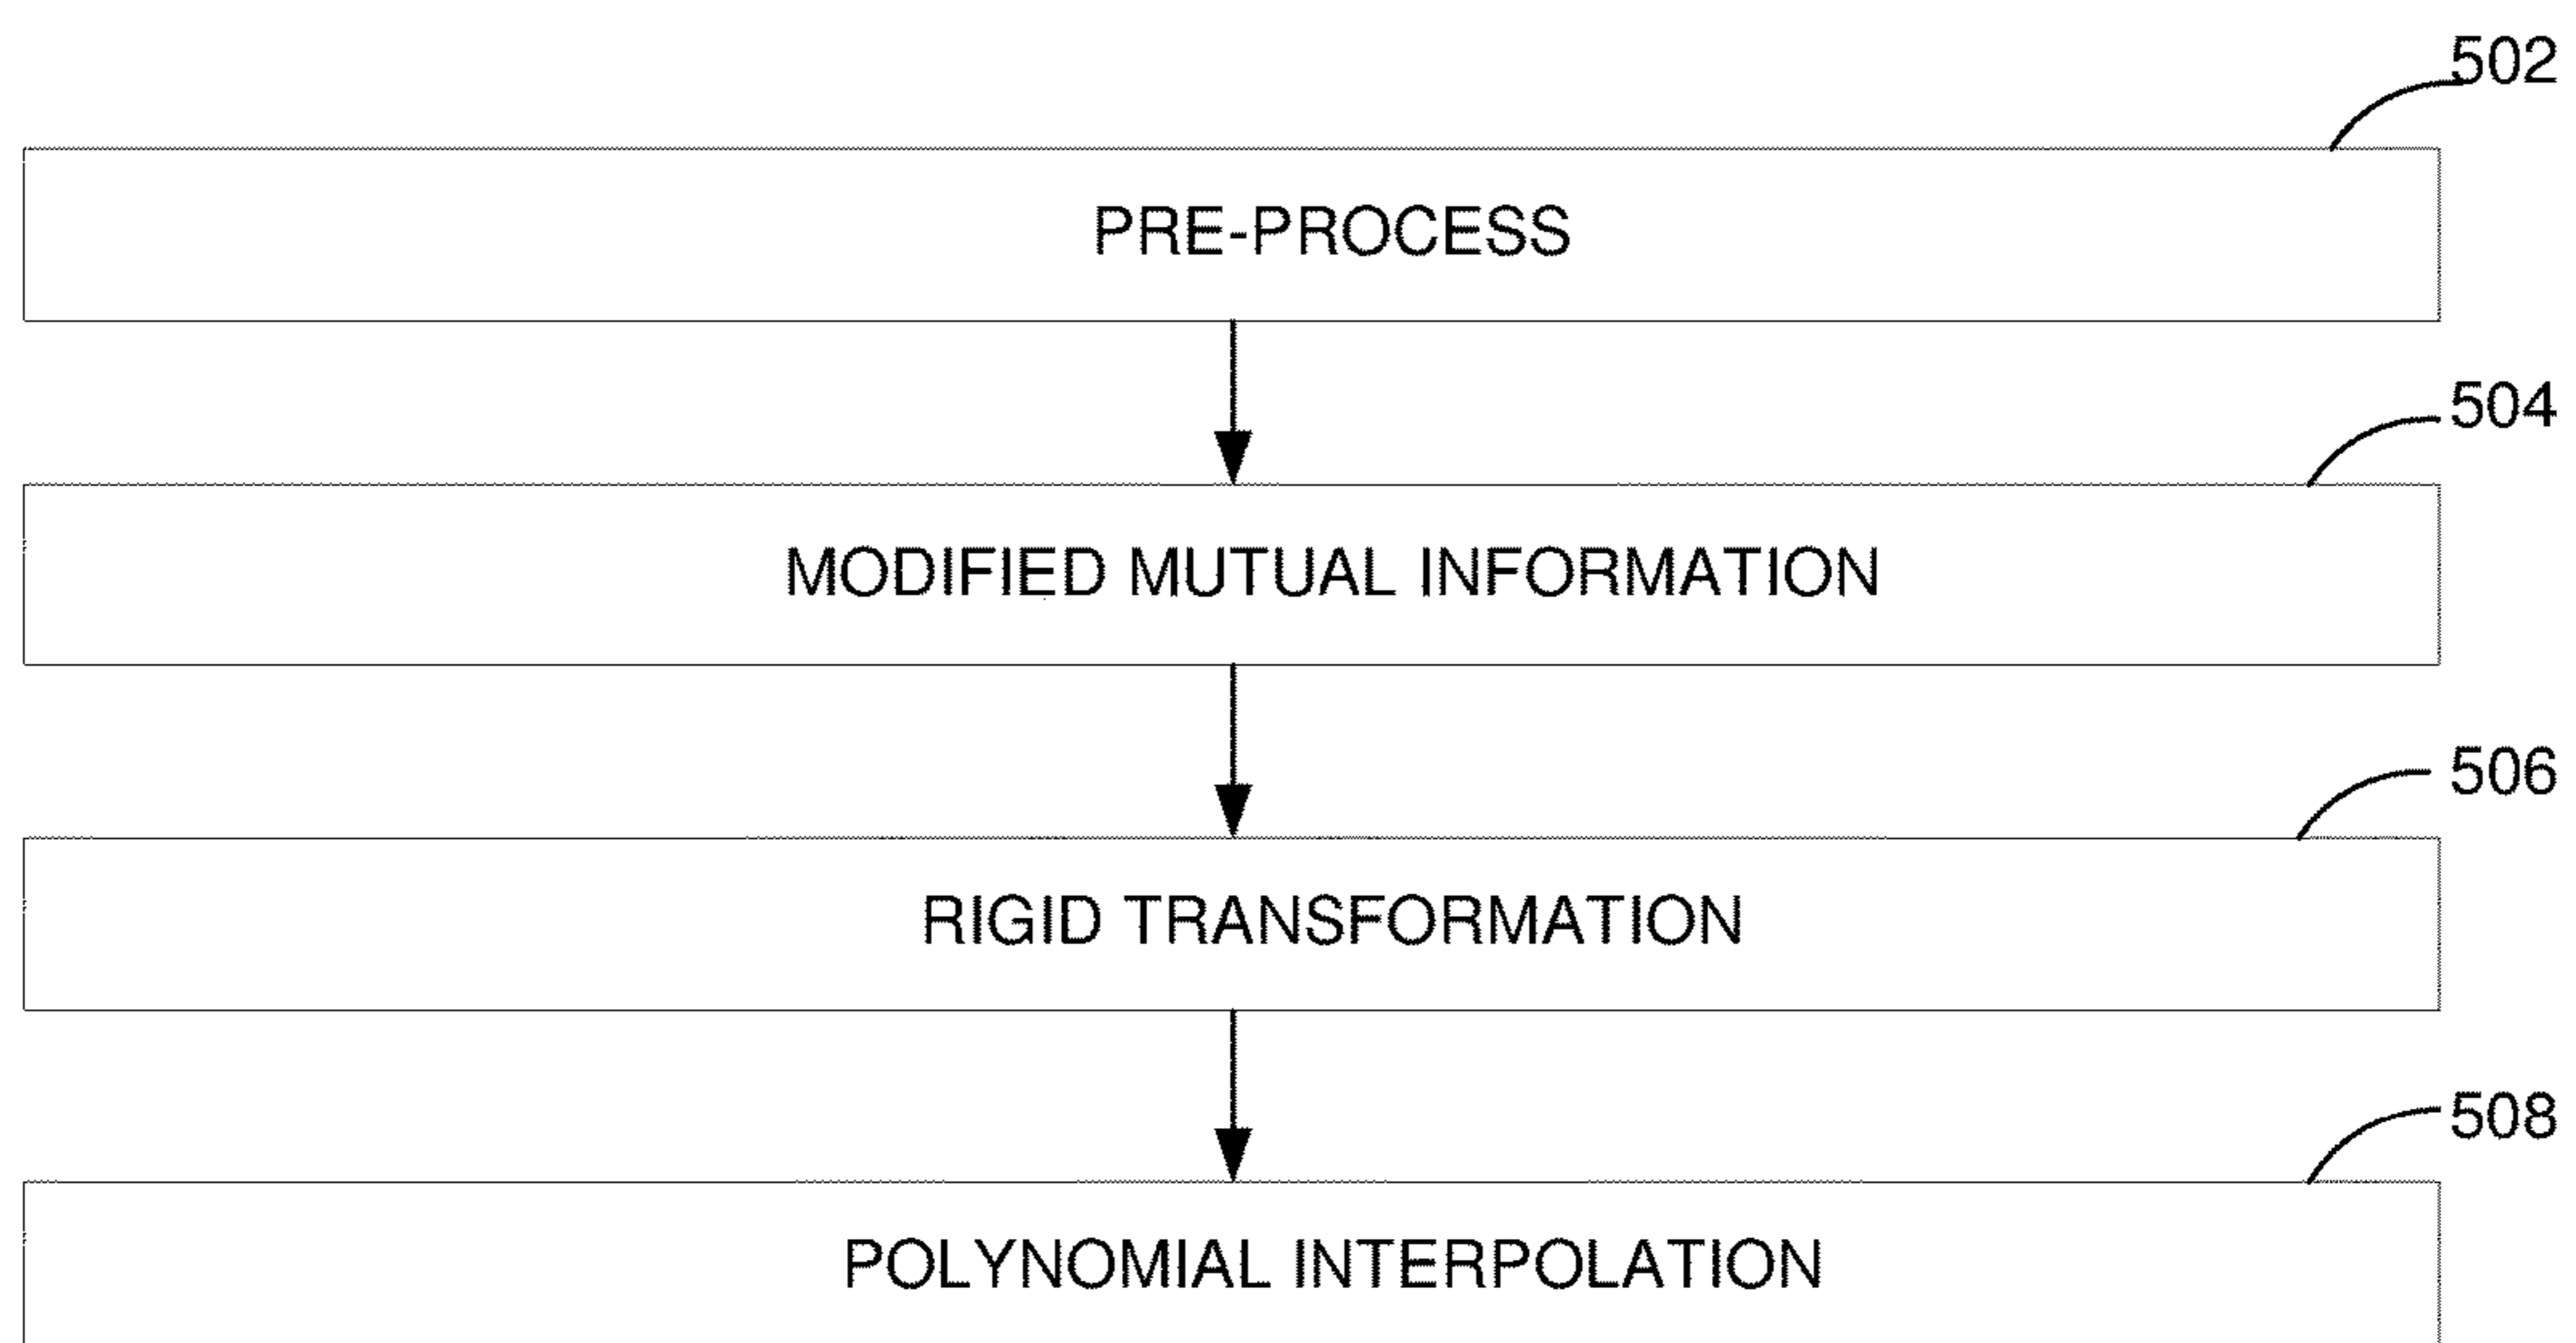 502
PRE-PROCESS
504
MODIFIED MUTUAL INFORMATION
506
RIGID TRANSFORMATION
508
POLYNOMIAL INTERPOLATION